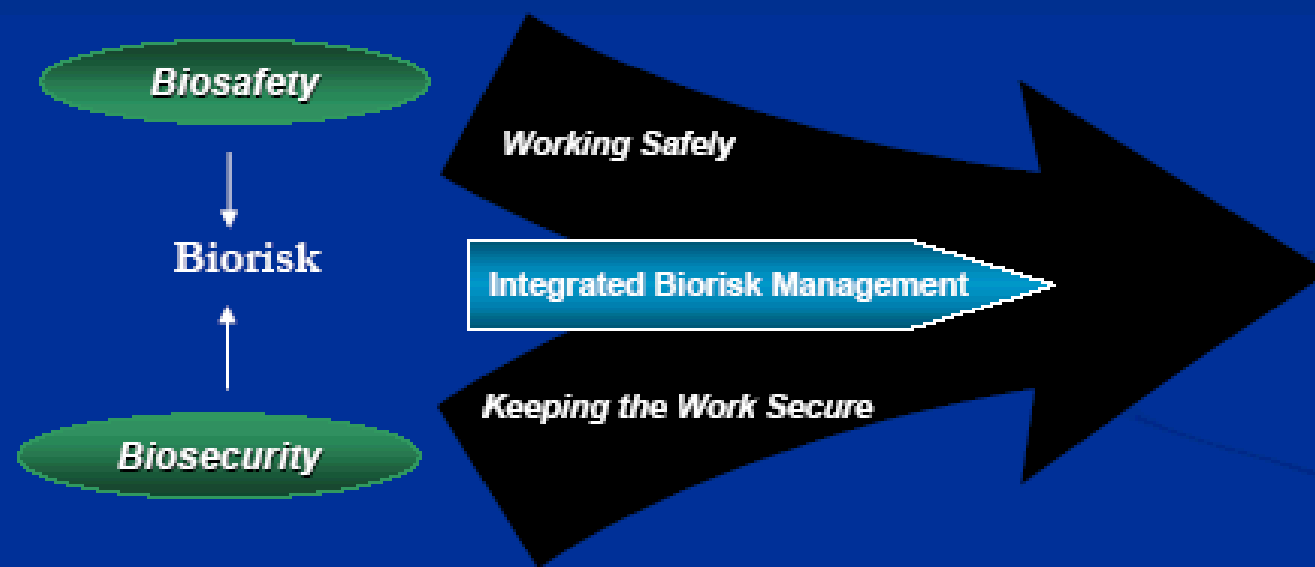 Biosafety
Working Safely
Biorisk
Integrated Biorisk Management
Keeping the Work Secure
Biosecurity